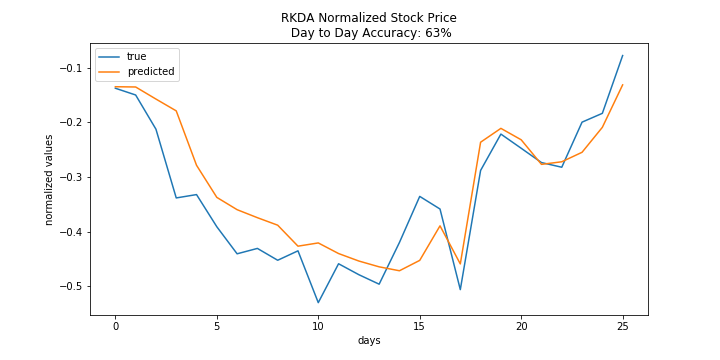 RKDA Normalized Stock Price
Day to Day Accuracy: 63%
true
predicted
normalized values
−0.1
−0.2
−0.3
−0.4
−0.5
0
5
10
15
20
25
days